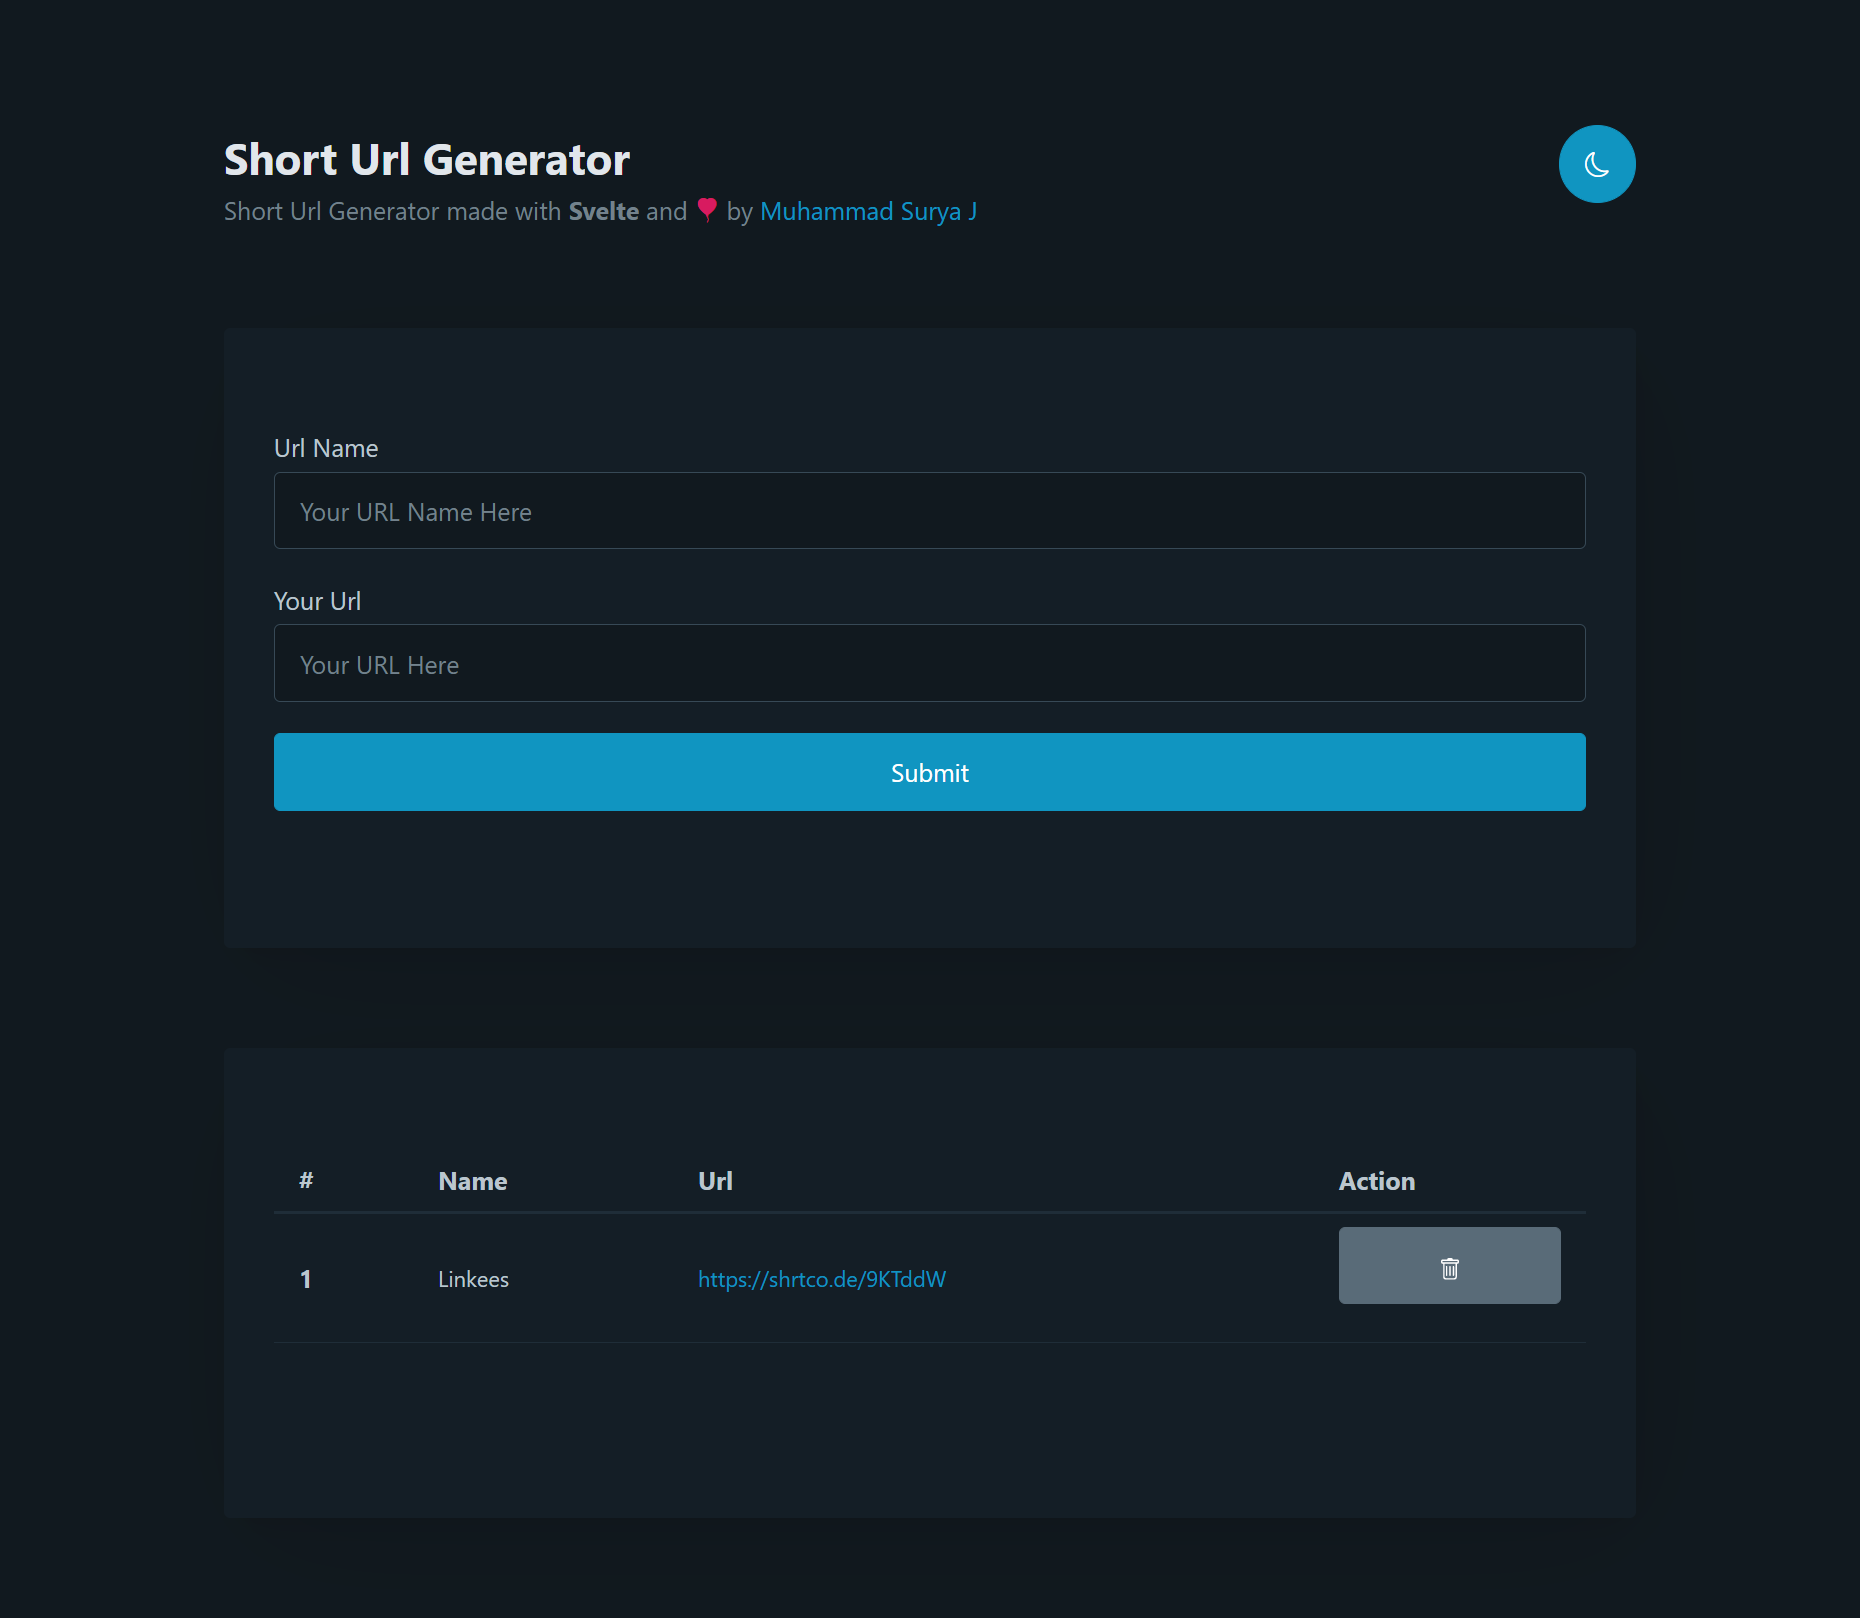 Short Url Generator
Short Url Generator made with Svelte and by Muhammad Surya J
Url Name
Your URL Name Here
Your Url
Your URL Here
Submit
# Name Url Action
1 Linkees https://shrtco.de/9KTddW